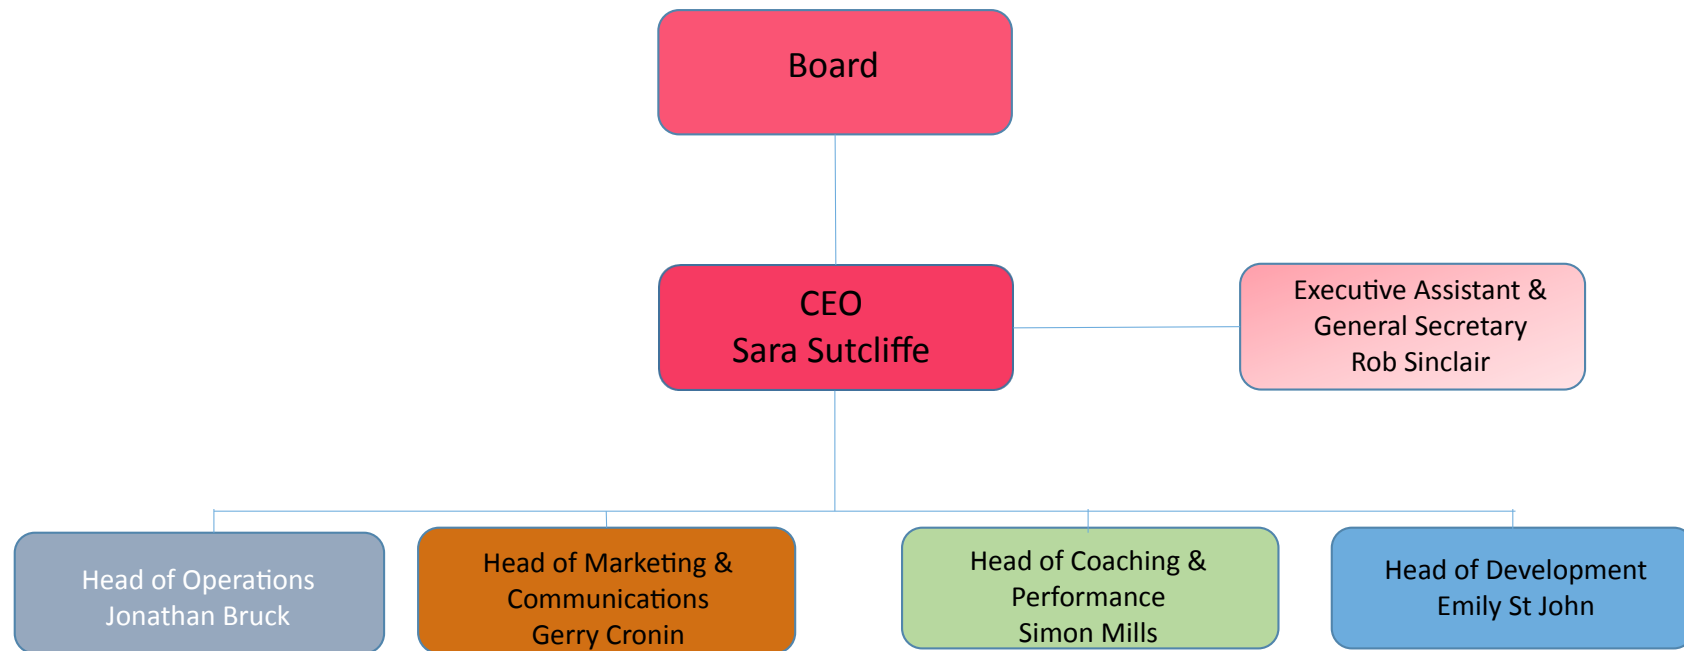 Board
CEO
Sara Sutcliffe
Executive Assistant &
General Secretary
Rob Sinclair
Head of Operations
Jonathan Bruck
Head of Marketing &
Communications
Gerry Cronin
Head of Coaching &
Performance
Simon Mills
Head of Development
Emily St John